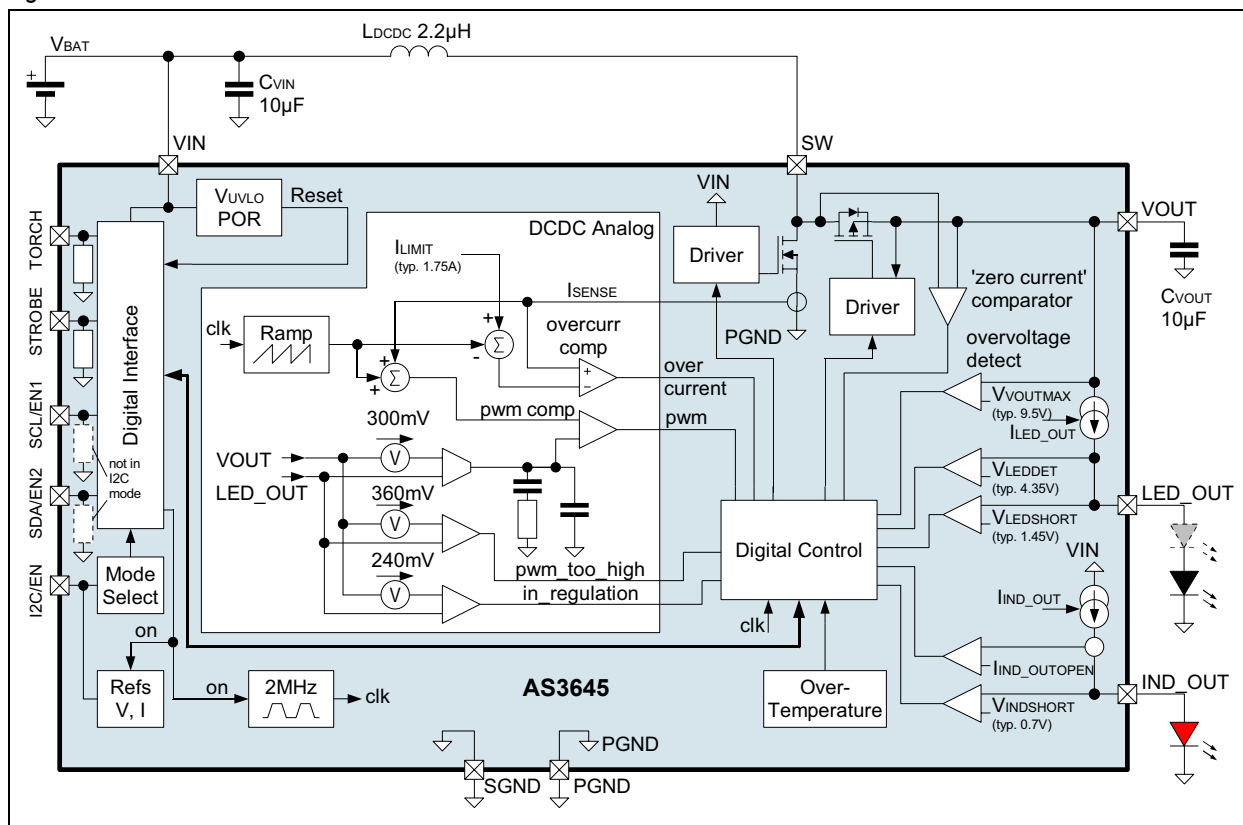 LDCDC 2.2µH
VBAT
+
CVIN
10µF
VIN
SW
VUVLO
POR
Reset
VIN
DCDC Analog
VOUT
TORCH
ILIMIT
(typ. 1.75A)
Driver
ISENSE
Driver
'zero current'
comparator
CVOUT
10µF
STROBE
clk
Ramp
+
-
+
Σ
+
Σ
overcurr
comp
+
-
PGND
over
current
overvoltage
detect
Digital Interface
VVOUTMAX
(typ. 9.5V)
ILED_OUT
SCL/EN1
pwm comp
pwm
300mV
V
VOUT
LED_OUT
not in
I2C
mode
VLEDDET
(typ. 4.35V)
LED_OUT
SDA/EN2
360mV
V
VLEDSHORT
(typ. 1.45V)
Digital Control
VIN
240mV
V
pwm_too_high
in_regulation
I2C/EN
Mode
Select
IIND_OUT
clk
on
IIND_OUTOPEN
Refs
V, I
on
2MHz
clk
AS3645
Over-
Temperature
VINDSHORT
(typ. 0.7V)
IND_OUT
PGND
SGND
PGND